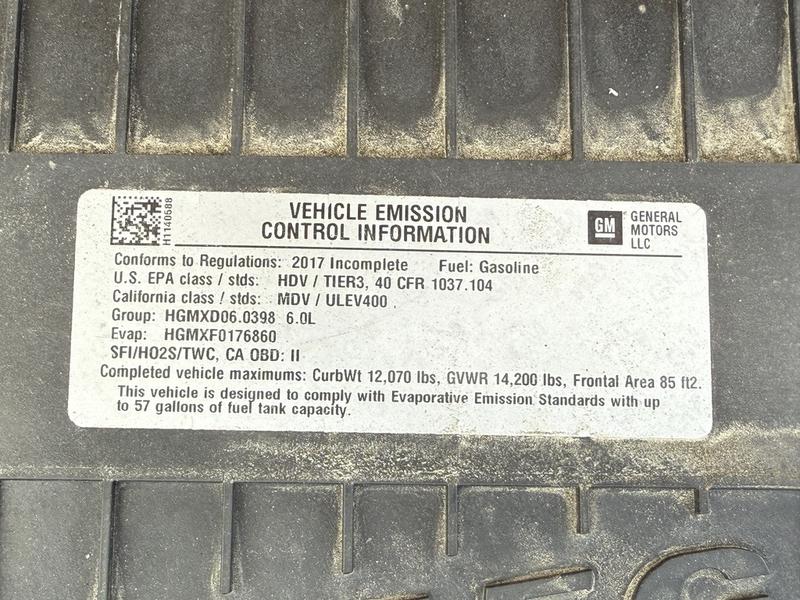 H1140588
VEHICLE EMISSION
CONTROL INFORMATION
GM
GENERAL
MOTORS
LLC
Conforms to Regulations: 2017 Incomplete Fuel: Gasoline
U.S. EPA class / stds: HDV / TIER3, 40 CFR 1037.104
California class / stds: MDV / ULEV400
Group: HGMXD06.0398 6.0L
Evap: HGMXF0176860
SFI/HO2S/TWC, CA OBD: II
Completed vehicle maximums: CurbWt 12,070 lbs, GVWR 14,200 lbs, Frontal Area 85 ft2.
This vehicle is designed to comply with Evaporative Emission Standards with up
to 57 gallons of fuel tank capacity.